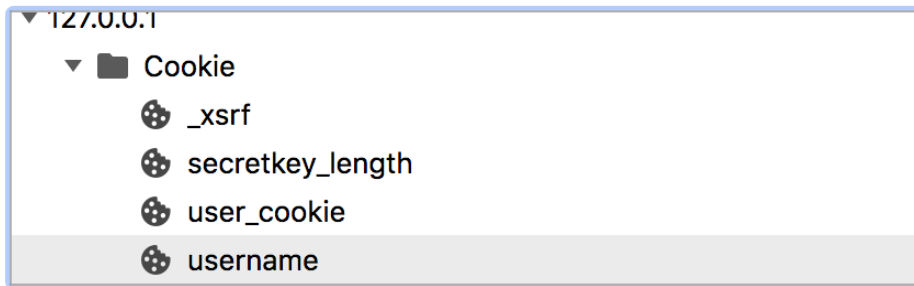 127.0.0.1
Cookie
_xsrf
secretkey_length
user_cookie
username